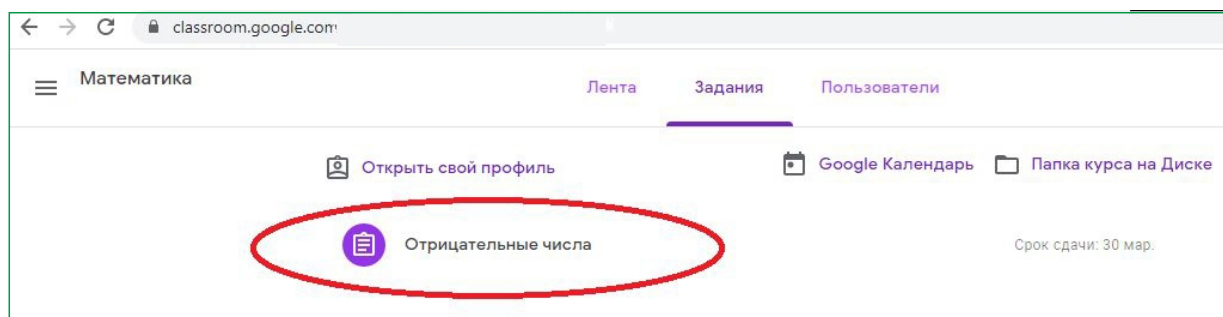 classroom.google.com
Математика
Лента Задания Пользователи
Открыть свой профиль Google Календарь Папка курса на Диске
Отрицательные числа Срок сдачи: 30 мар.